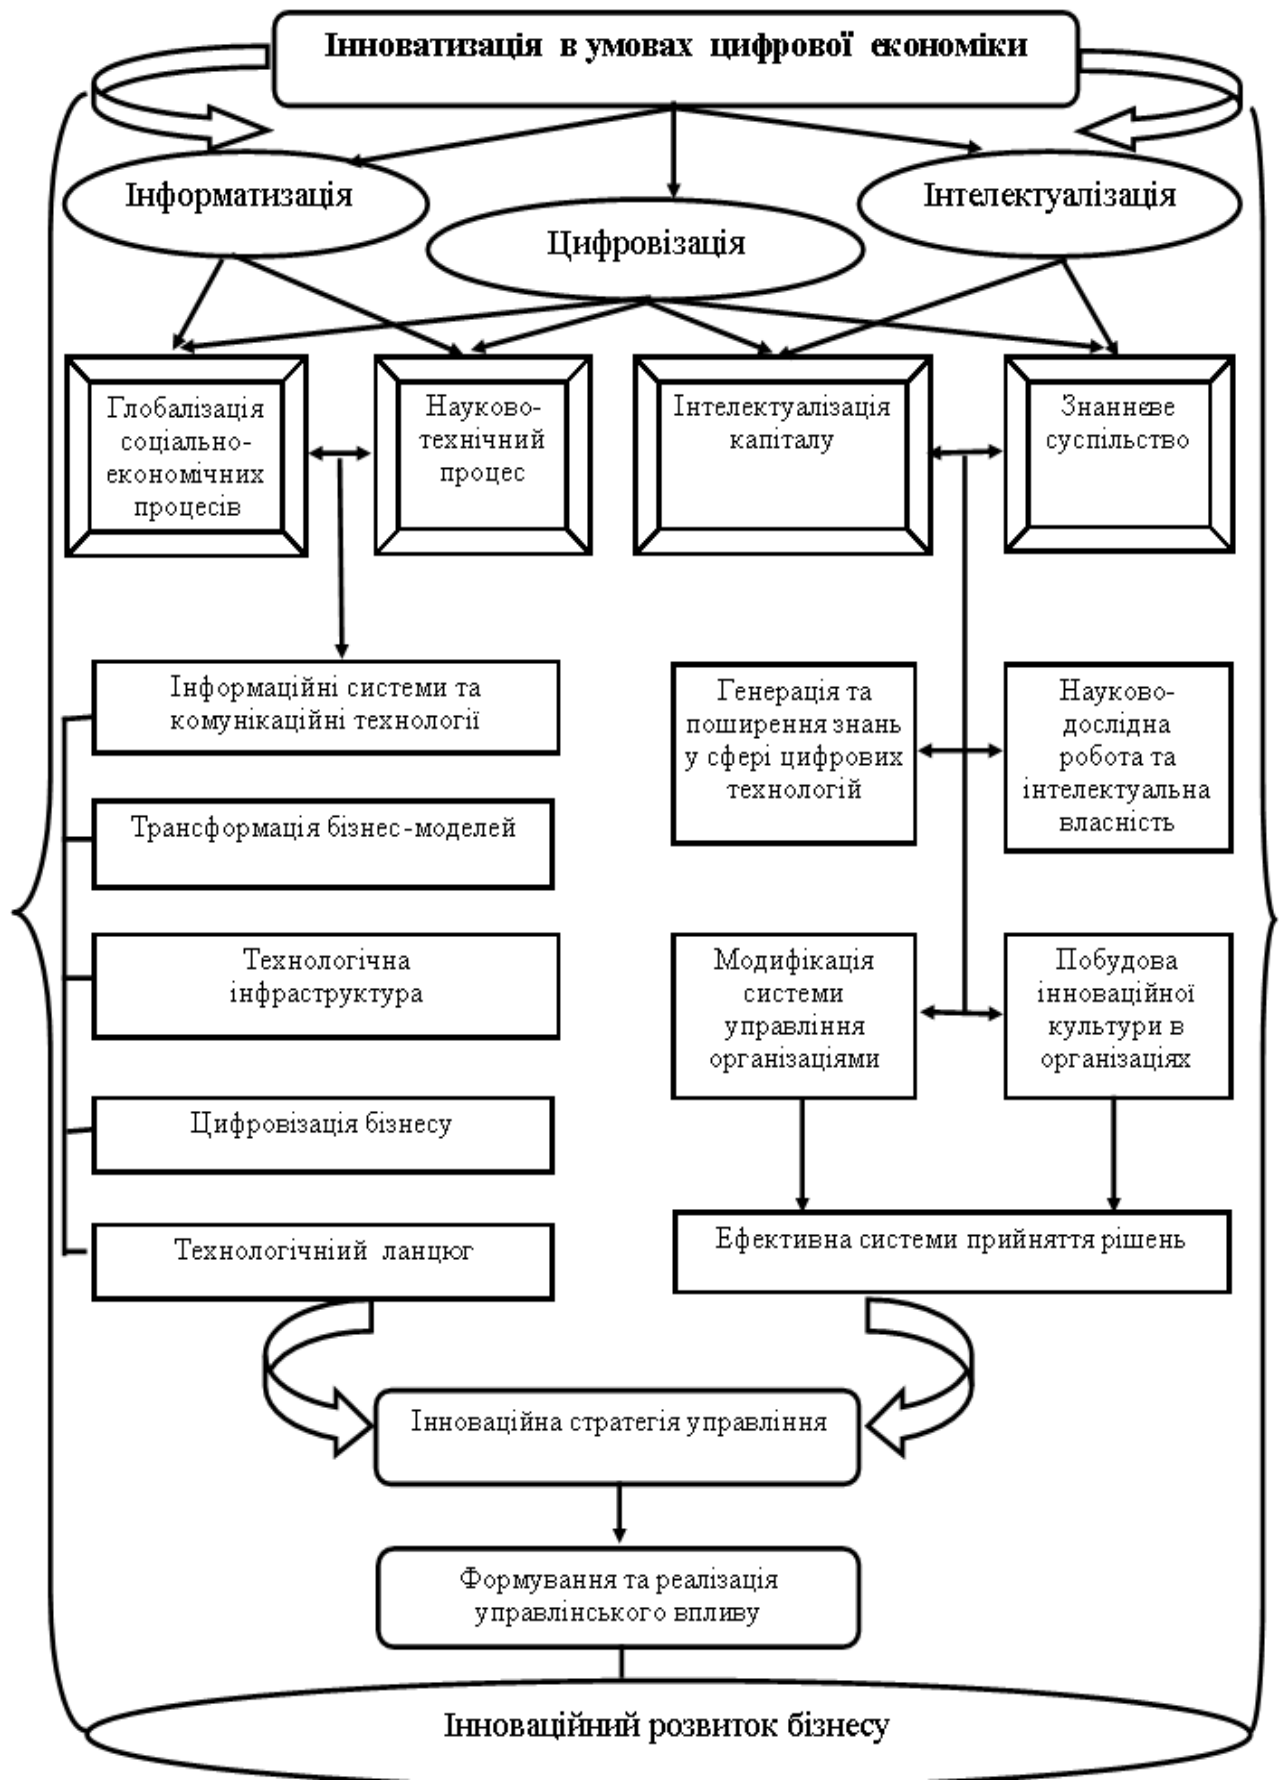 Інноватизація в умовах цифрової економіки
Інформатизація
Інтелектуалізація
Цифровізація
Глобалізація
соціально-
економічних
процесів
Науково-
технічний
процес
Інтелектуалізація
капіталу
Знаннєве
суспільство
Інформаційні системи та
комунікаційні технології
Трансформація бізнес-моделей
Технологічна
інфраструктура
Цифровізація бізнесу
Технологічніий ланцюг
Генерація та
поширення знань
у сфері цифрових
технологій
Науково-
дослідна
робота та
інтелектуальна
власність
Модифікація
системи
управління
організаціями
Побудова
інноваційної
культури в
організаціях
Ефективна системи прийняття рішень
Інноваційна стратегія управління
Формування та реалізація
управлінського впливу
Інноваційний розвиток бізнесу